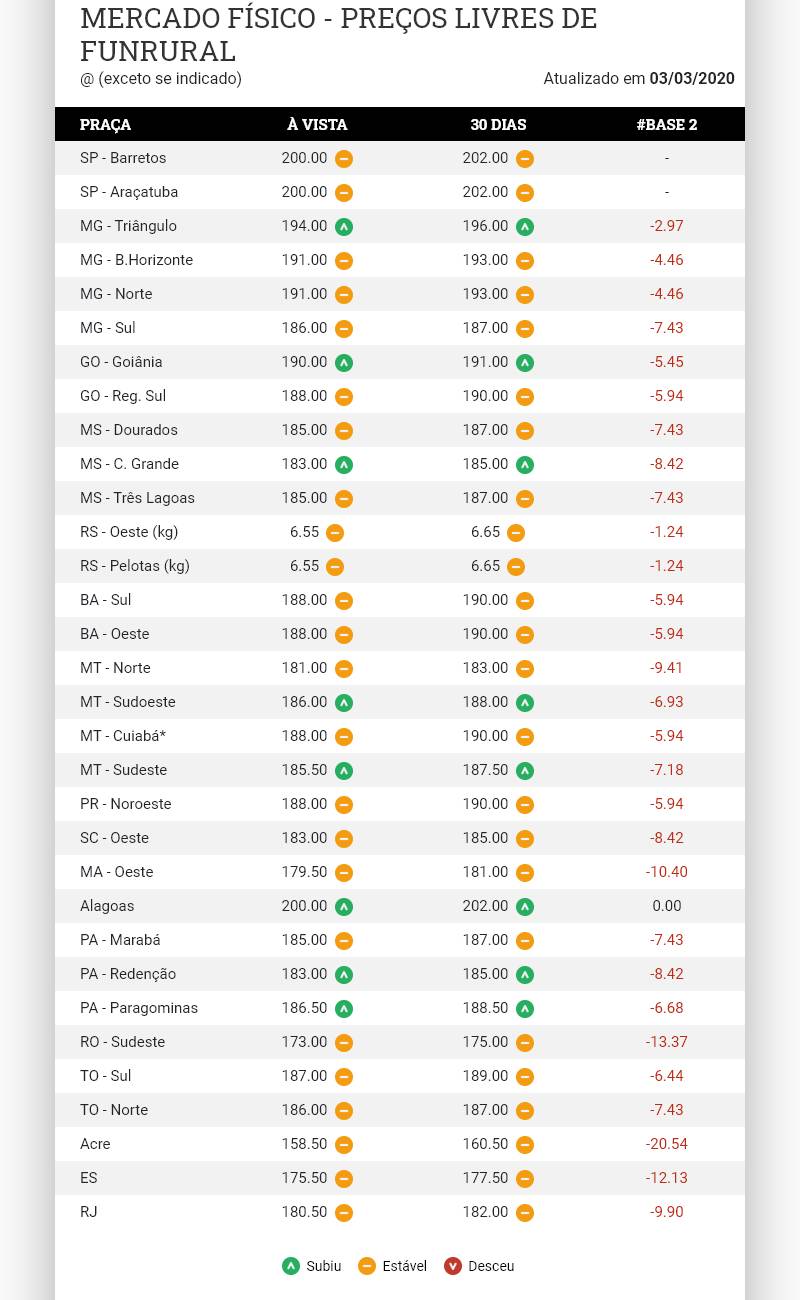 MERCADO FÍSICO - PREÇOS LIVRES DE
FUNRURAL
@ (exceto se indicado) Atualizado em 03/03/2020
PRAÇA À VISTA 30 DIAS #BASE 2
SP - Barretos 200.00 202.00 -
SP - Araçatuba 200.00 202.00 -
MG - Triângulo 194.00 196.00 -2.97
MG - B.Horizonte 191.00 193.00 -4.46
MG - Norte 191.00 193.00 -4.46
MG - Sul 186.00 187.00 -7.43
GO - Goiânia 190.00 191.00 -5.45
GO - Reg. Sul 188.00 190.00 -5.94
MS - Dourados 185.00 187.00 -7.43
MS - C. Grande 183.00 185.00 -8.42
MS - Três Lagoas 185.00 187.00 -7.43
RS - Oeste (kg) 6.55 6.65 -1.24
RS - Pelotas (kg) 6.55 6.65 -1.24
BA - Sul 188.00 190.00 -5.94
BA - Oeste 188.00 190.00 -5.94
MT - Norte 181.00 183.00 -9.41
MT - Sudoeste 186.00 188.00 -6.93
MT - Cuiabá* 188.00 190.00 -5.94
MT - Sudeste 185.50 187.50 -7.18
PR - Noroeste 188.00 190.00 -5.94
SC - Oeste 183.00 185.00 -8.42
MA - Oeste 179.50 181.00 -10.40
Alagoas 200.00 202.00 0.00
PA - Marabá 185.00 187.00 -7.43
PA - Redenção 183.00 185.00 -8.42
PA - Paragominas 186.50 188.50 -6.68
RO - Sudeste 173.00 175.00 -13.37
TO - Sul 187.00 189.00 -6.44
TO - Norte 186.00 187.00 -7.43
Acre 158.50 160.50 -20.54
ES 175.50 177.50 -12.13
RJ 180.50 182.00 -9.90
Subiu Estável Desceu